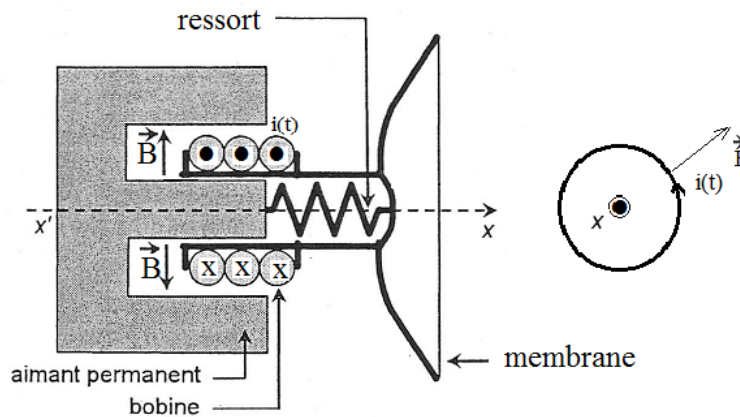 ressort
i(t)
B
x'
x
B
x x x
membrane
aimant permanent
bobine
B
i(t)
x